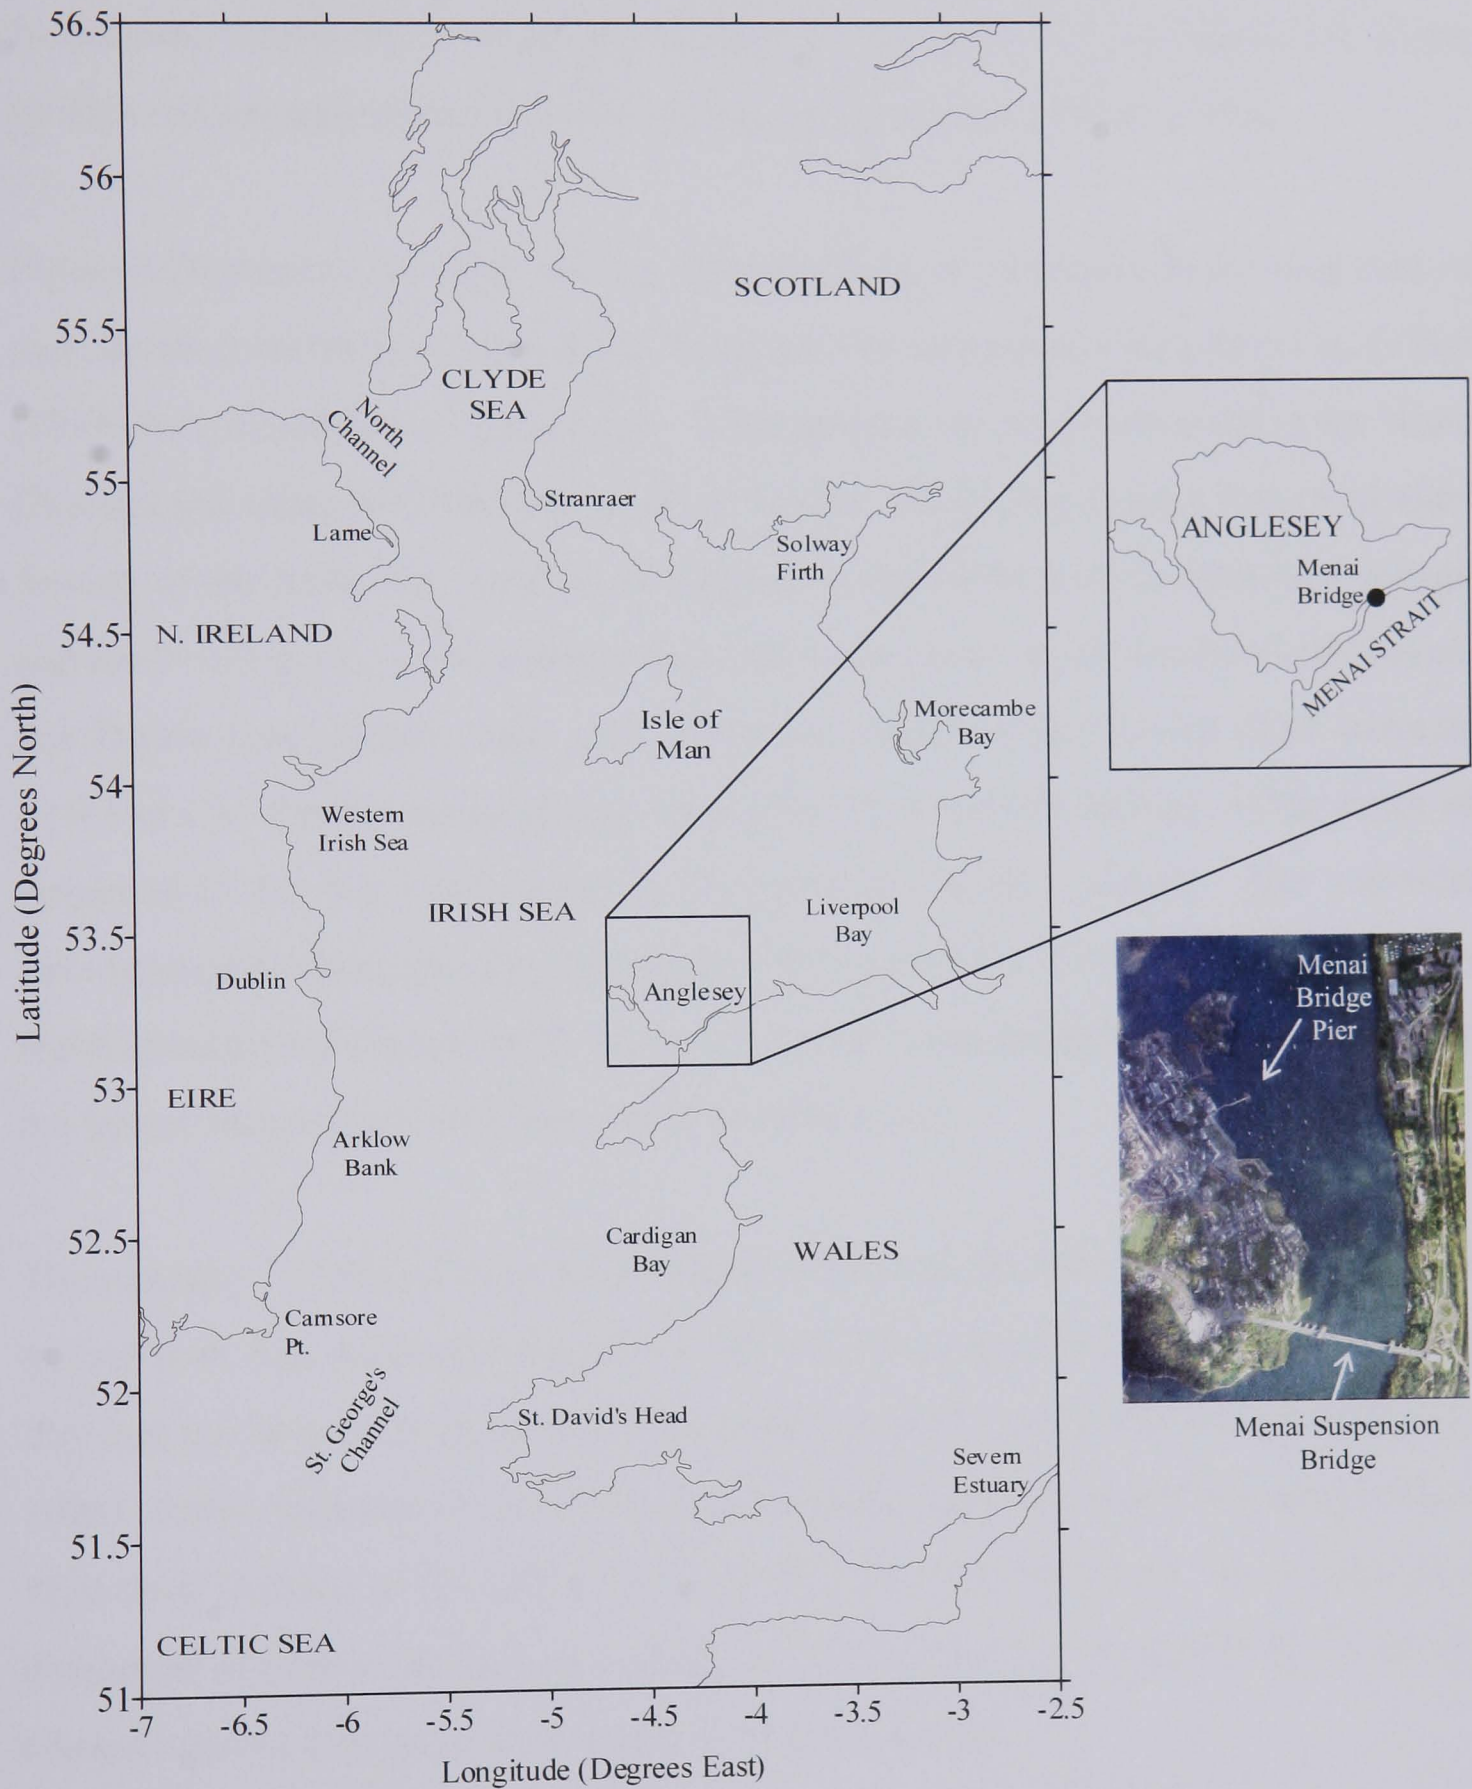 56.5
56
55.5
55
54.5
54
53.5
53
52.5
52
51.5
51
Latitude (Degrees North)
-7
-6.5
-6
-5.5
-5
-4.5
-4
-3.5
-3
-2.5
Longitude (Degrees East)
SCOTLAND
CLYDE
SEA
North
Channel
Stranraer
Larne
Solway
Firth
N. IRELAND
Isle of
Man
Morecambe
Bay
Western
Irish Sea
IRISH SEA
Liverpool
Bay
Dublin
Anglesey
EIRE
Arklow
Bank
Cardigan
Bay
WALES
Carnsore
Pt.
St. George's
Channel
St. David's Head
Severn
Estuary
CELTIC SEA
ANGLESEY
Menai
Bridge
MENAI STRAIT
Menai
Bridge
Pier
Menai Suspension
Bridge